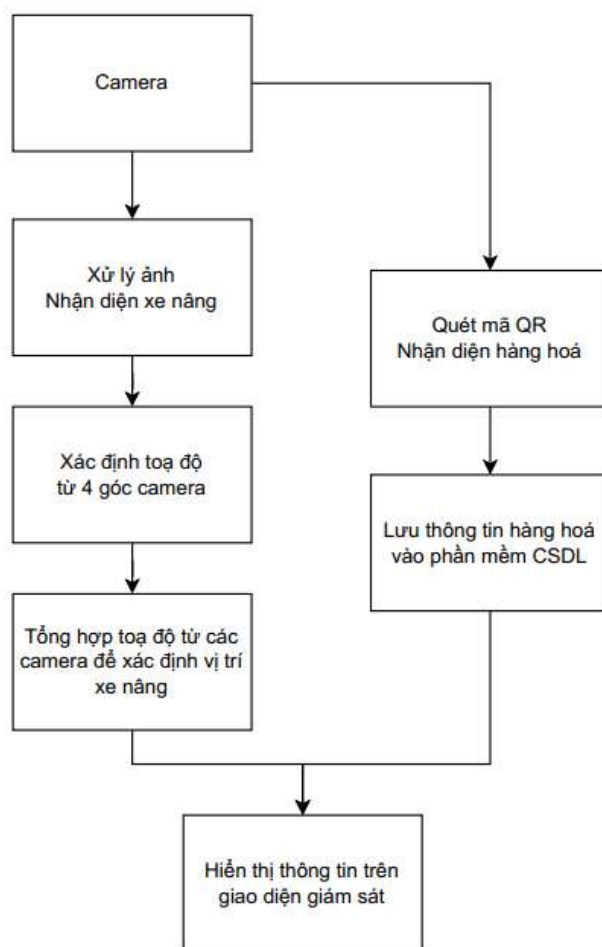 Camera
Xử lý ảnh
Nhận diện xe nâng
Quét mã QR
Nhận diện hàng hoá
Xác định toạ độ
từ 4 góc camera
Lưu thông tin hàng hoá
vào phần mềm CSDL
Tổng hợp toạ độ từ các
camera để xác định vị trí
xe nâng
Hiển thị thông tin trên
giao diện giám sát